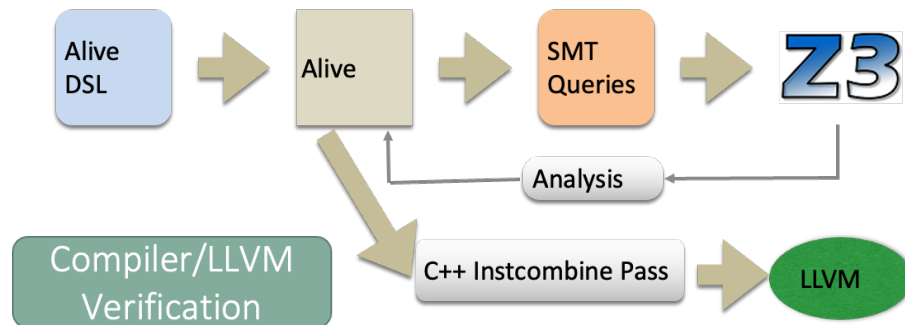 Alive
DSL
Alive
SMT
Queries
Z3
Analysis
Compiler/LLVM
Verification
C++ Instcombine Pass
LLVM